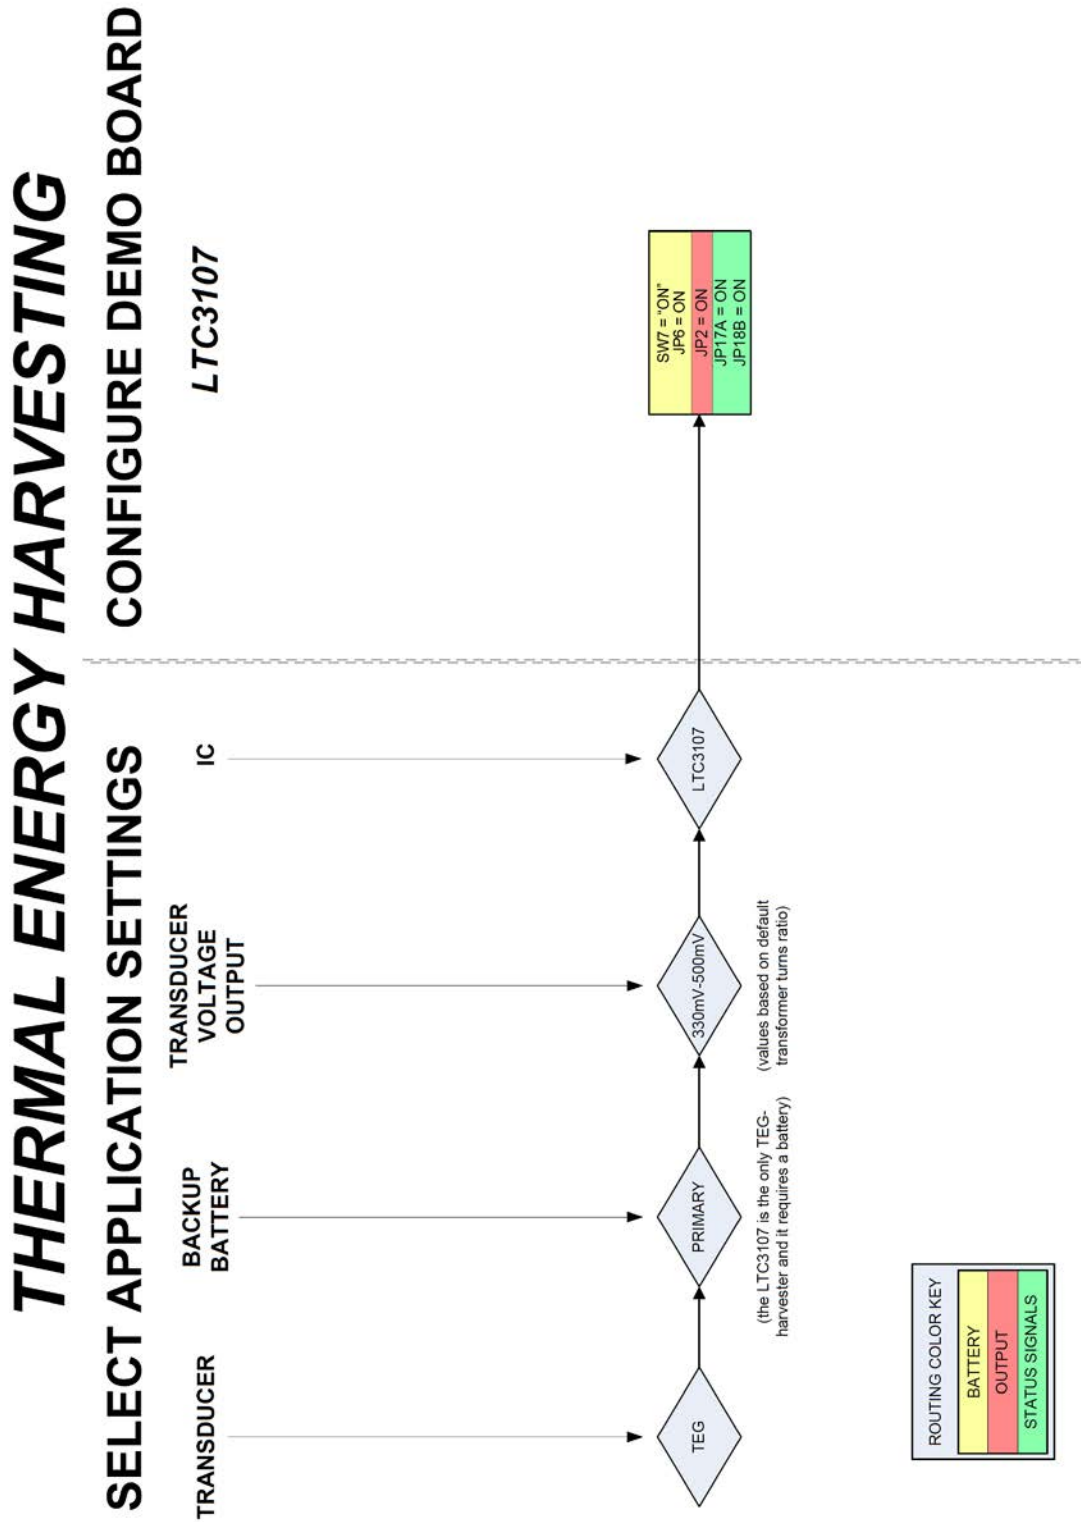 THERMAL ENERGY HARVESTING
SELECT APPLICATION SETTINGS
CONFIGURE DEMO BOARD
TRANSDUCER
BACKUP
BATTERY
TRANSDUCER
VOLTAGE
OUTPUT
IC
LTC3107
TEG
PRIMARY
330mV-500mV
LTC3107
SW7 = "ON"
JP6 = ON
JP2 = ON
JP17A = ON
JP18B = ON
(the LTC3107 is the only TEG-
harvester and it requires a battery)
(values based on default
transformer turns ratio)
ROUTING COLOR KEY
BATTERY
OUTPUT
STATUS SIGNALS